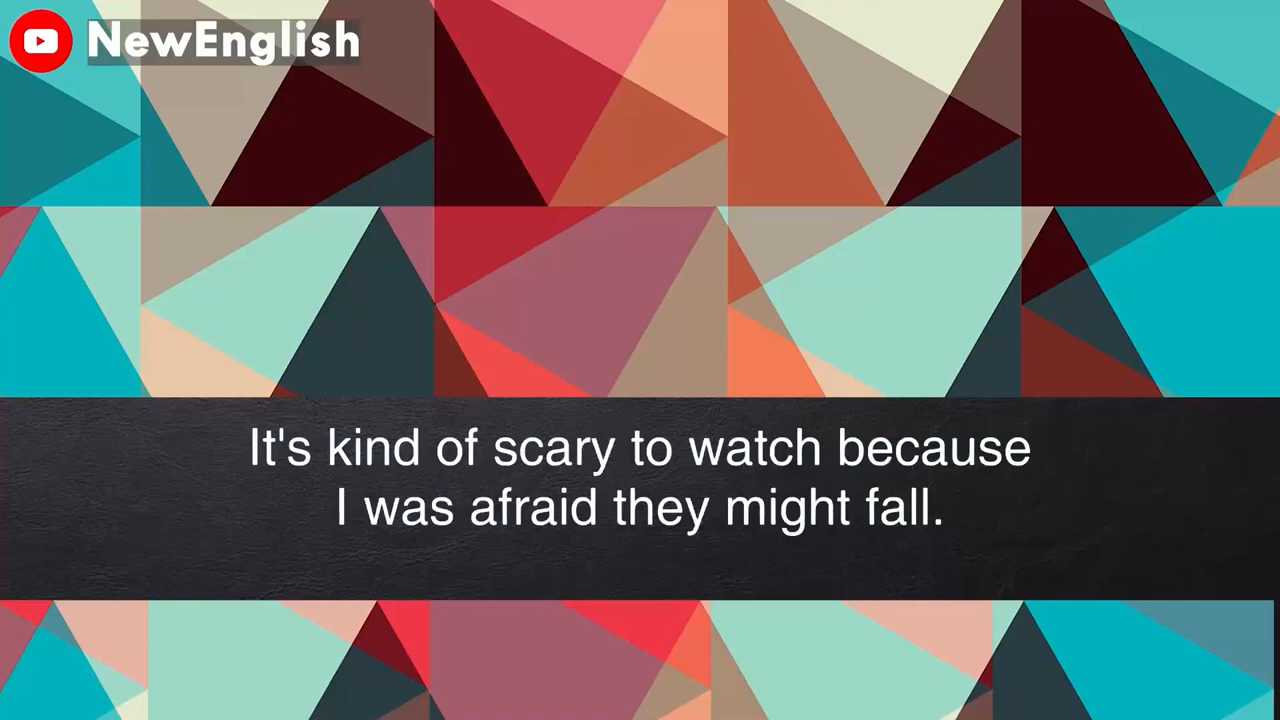 NewEnglish
It's kind of scary to watch because
I was afraid they might fall.